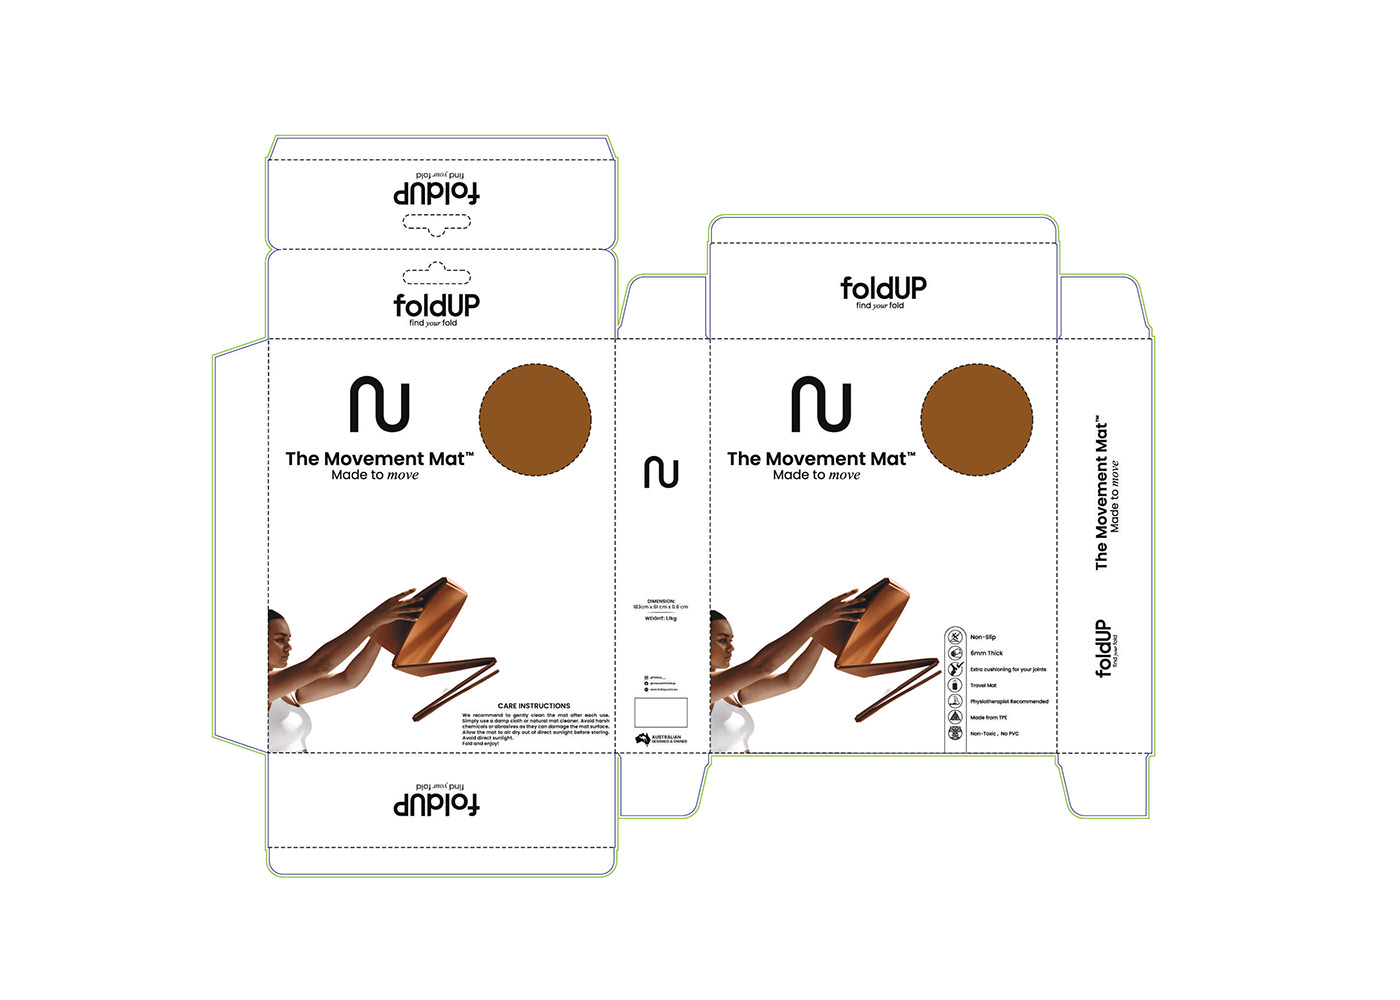 find your fold
foldUP
foldUP
find your fold
The Movement Mat™
Made to move
CARE INSTRUCTIONS
We recommend to gently clean the mat after each use.
Simply use a damp cloth or natural mat cleaner. Avoid harsh
chemicals or abrasives as they can damage the mat surface.
Allow the mat to air dry out of direct sunlight before storing.
Avoid direct sunlight.
Fold and enjoy!
find your fold
foldUP
DIMENSION:
183cm x 61 cm x 0.6 cm
WEIGHT: 1.1kg
AUSTRALIAN
DESIGNED & OWNED
foldUP
find your fold
The Movement Mat™
Made to move
Non-Slip
6mm Thick
Extra cushioning for your joints
Travel Mat
Physiotherapist Recommended
Made from TPE
Non-Toxic, No PVC
The Movement Mat™
Made to move
foldUP
find your fold